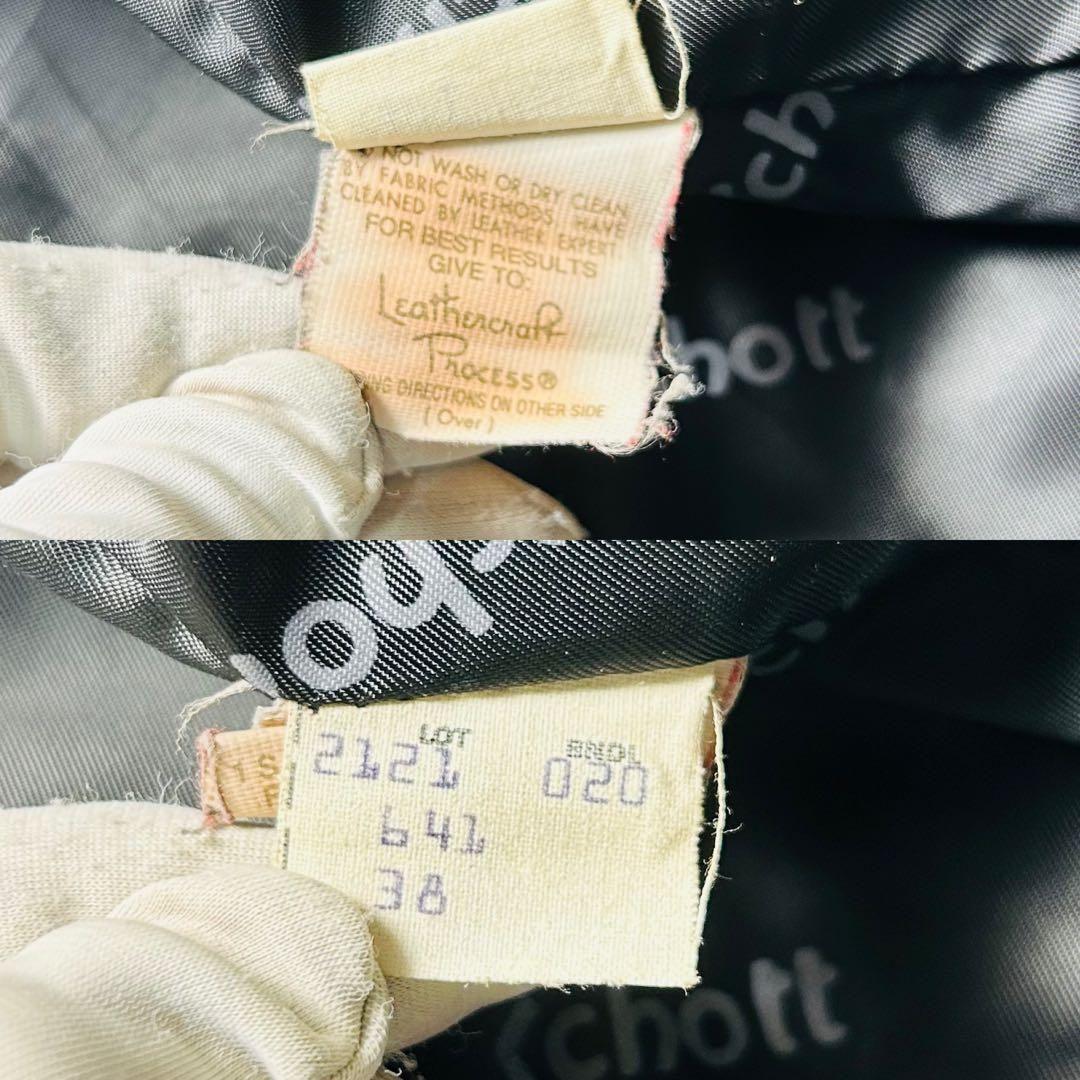 NOT WASH OR DRY CLEAN
BY FABRIC METHODS. HAVE
CLEANED BY LEATHER EXPERT
FOR BEST RESULTS
GIVE TO:
Leathercraft
Process®
DIRECTIONS ON OTHER SIDE
(Over)
chott
LOT BNDL
2121 020
641
38
chott